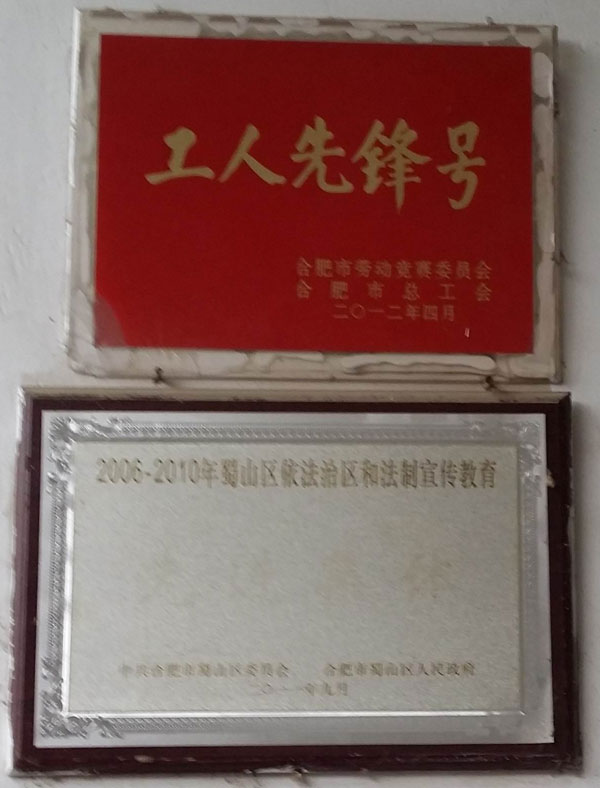 工人先锋号
合肥市劳动竞赛委员会
合肥市总工会
二〇一二年四月
2006-2010年蜀山区依法治区和法制宣传教育
中共合肥市蜀山区委员会 合肥市蜀山区人民政府
二〇一一年九月